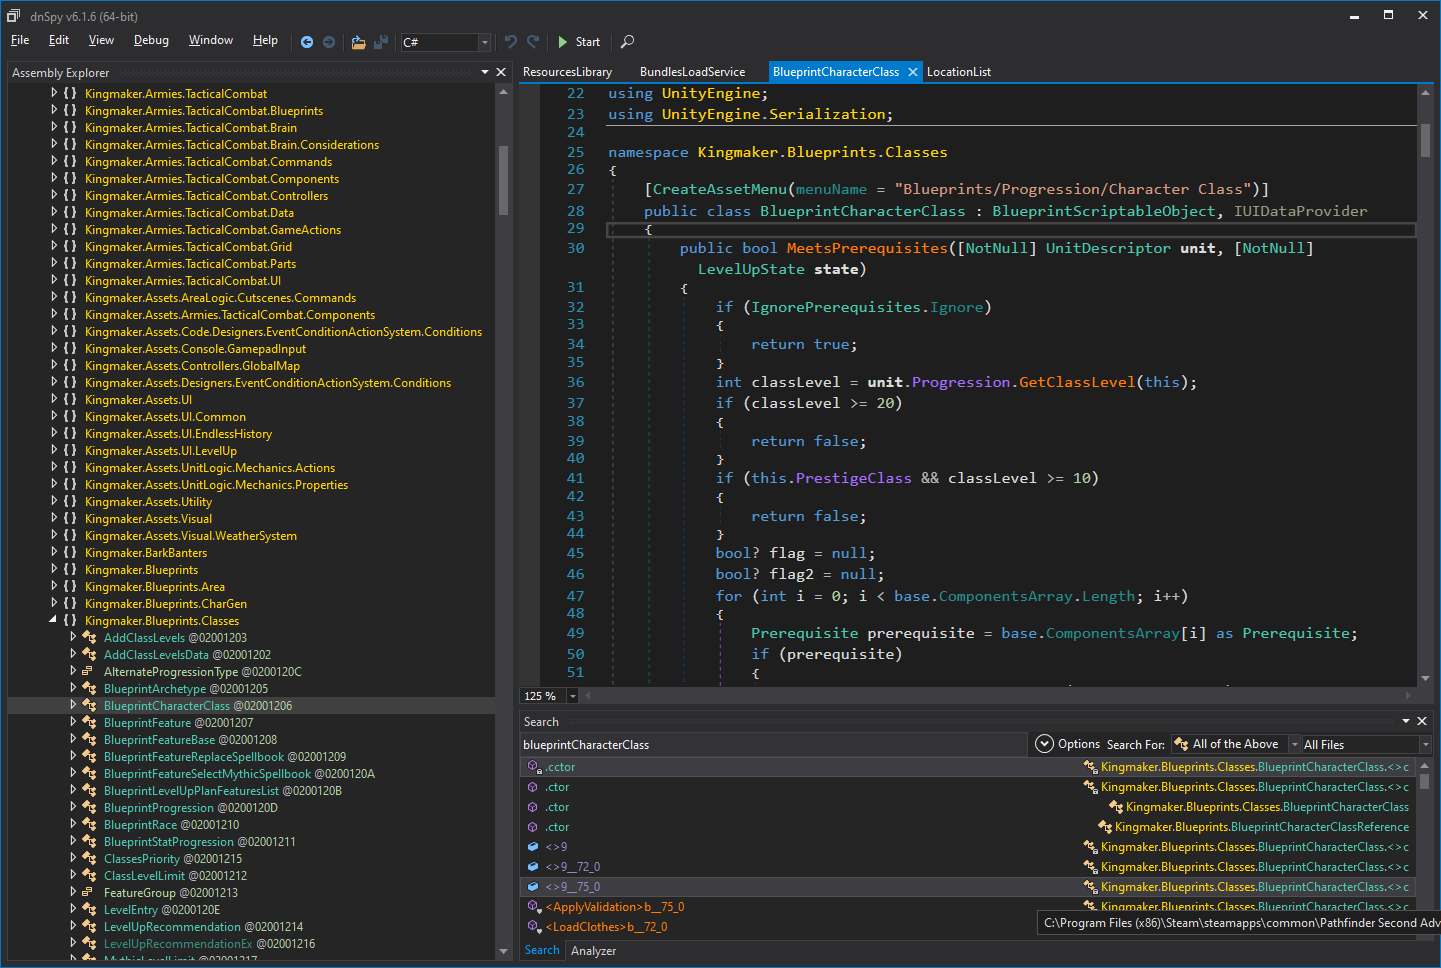 dnSpy v6.1.6 (64-bit)
File Edit View Debug Window Help C# Start
Assembly Explorer
{ } Kingmaker.Armies.TacticalCombat
{ } Kingmaker.Armies.TacticalCombat.Blueprints
{ } Kingmaker.Armies.TacticalCombat.Brain
{ } Kingmaker.Armies.TacticalCombat.Brain.Considerations
{ } Kingmaker.Armies.TacticalCombat.Commands
{ } Kingmaker.Armies.TacticalCombat.Components
{ } Kingmaker.Armies.TacticalCombat.Controllers
{ } Kingmaker.Armies.TacticalCombat.Data
{ } Kingmaker.Armies.TacticalCombat.GameActions
{ } Kingmaker.Armies.TacticalCombat.Grid
{ } Kingmaker.Armies.TacticalCombat.Parts
{ } Kingmaker.Armies.TacticalCombat.UI
{ } Kingmaker.Assets.AreaLogic.Cutscenes.Commands
{ } Kingmaker.Assets.Armies.TacticalCombat.Components
{ } Kingmaker.Assets.Code.Designers.EventConditionActionSystem.Conditions
{ } Kingmaker.Assets.Console.GamepadInput
{ } Kingmaker.Assets.Controllers.GlobalMap
{ } Kingmaker.Assets.Designers.EventConditionActionSystem.Conditions
{ } Kingmaker.Assets.UI
{ } Kingmaker.Assets.UI.Common
{ } Kingmaker.Assets.UI.EndlessHistory
{ } Kingmaker.Assets.UI.LevelUp
{ } Kingmaker.Assets.UnitLogic.Mechanics.Actions
{ } Kingmaker.Assets.UnitLogic.Mechanics.Properties
{ } Kingmaker.Assets.Utility
{ } Kingmaker.Assets.Visual
{ } Kingmaker.Assets.Visual.WeatherSystem
{ } Kingmaker.BarkBanters
{ } Kingmaker.Blueprints
{ } Kingmaker.Blueprints.Area
{ } Kingmaker.Blueprints.CharGen
{ } Kingmaker.Blueprints.Classes
AddClassLevels @02001203
AddClassLevelsData @02001202
AlternateProgressionType @0200120C
BlueprintArchetype @02001205
BlueprintCharacterClass @02001206
BlueprintFeature @02001207
BlueprintFeatureBase @02001208
BlueprintFeatureReplaceSpellbook @02001209
BlueprintFeatureSelectMythicSpellbook @0200120A
BlueprintLevelUpPlanFeaturesList @0200120B
BlueprintProgression @0200120D
BlueprintRace @02001210
BlueprintStatProgression @02001211
ClassesPriority @02001215
ClassLevelLimit @02001212
FeatureGroup @02001213
LevelEntry @0200120E
LevelUpRecommendation @02001214
LevelUpRecommendationEx @02001216
MythicLevelLimit @02001217
ResourcesLibrary BundlesLoadService BlueprintCharacterClass LocationList
22 using UnityEngine;
23 using UnityEngine.Serialization;
24
25 namespace Kingmaker.Blueprints.Classes
26 {
27 [CreateAssetMenu(menuName = "Blueprints/Progression/Character Class")]
28 public class BlueprintCharacterClass : BlueprintScriptableObject, IUIDataProvider
29 {
30 public bool MeetsPrerequisites([NotNull] UnitDescriptor unit, [NotNull]
LevelUpState state)
31 {
32 if (IgnorePrerequisites.Ignore)
33 {
34 return true;
35 }
36 int classLevel = unit.Progression.GetClassLevel(this);
37 if (classLevel >= 20)
38 {
39 return false;
40 }
41 if (this.PrestigeClass && classLevel >= 10)
42 {
43 return false;
44 }
45 bool? flag = null;
46 bool? flag2 = null;
47 for (int i = 0; i < base.ComponentsArray.Length; i++)
48 {
49 Prerequisite prerequisite = base.ComponentsArray[i] as Prerequisite;
50 if (prerequisite)
51 {
125 %
Search
blueprintCharacterClass Options Search For: All of the Above All Files
.cctor Kingmaker.Blueprints.Classes.BlueprintCharacterClass.<>c
.ctor Kingmaker.Blueprints.Classes.BlueprintCharacterClass.<>c
.ctor Kingmaker.Blueprints.Classes.BlueprintCharacterClass
.ctor Kingmaker.Blueprints.BlueprintCharacterClassReference
<>9 Kingmaker.Blueprints.Classes.BlueprintCharacterClass.<>c
<>9__72_0 Kingmaker.Blueprints.Classes.BlueprintCharacterClass.<>c
<>9__75_0 Kingmaker.Blueprints.Classes.BlueprintCharacterClass.<>c
<ApplyValidation>b__75_0 Kingmaker.Blueprints.Classes.BlueprintCharacterClass.<>c
<LoadClothes>b__72_0
C:\Program Files (x86)\Steam\steamapps\common\Pathfinder Second Adv
Search Analyzer